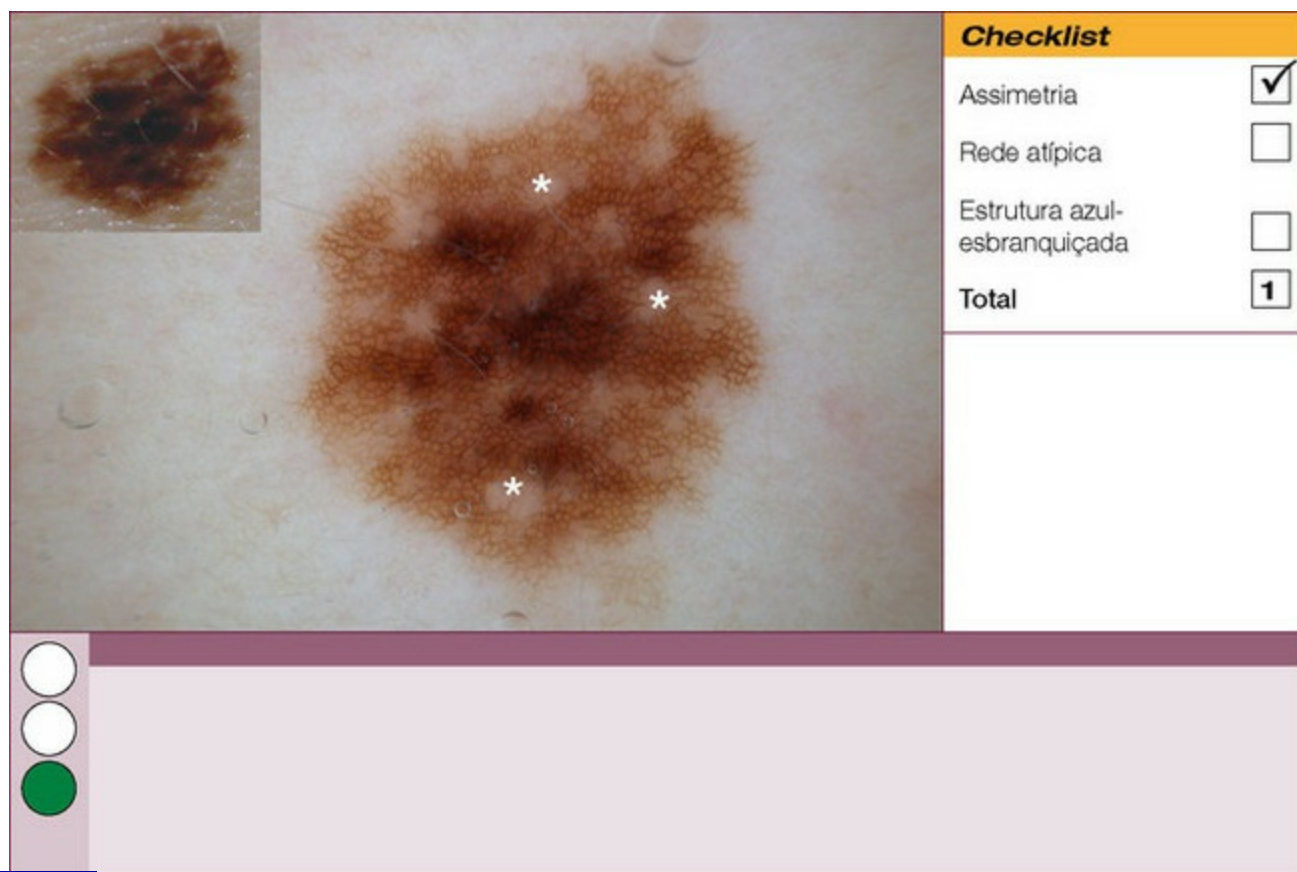 Checklist
Assimetria
Rede atípica
Estrutura azul-
esbranquiçada
Total 1